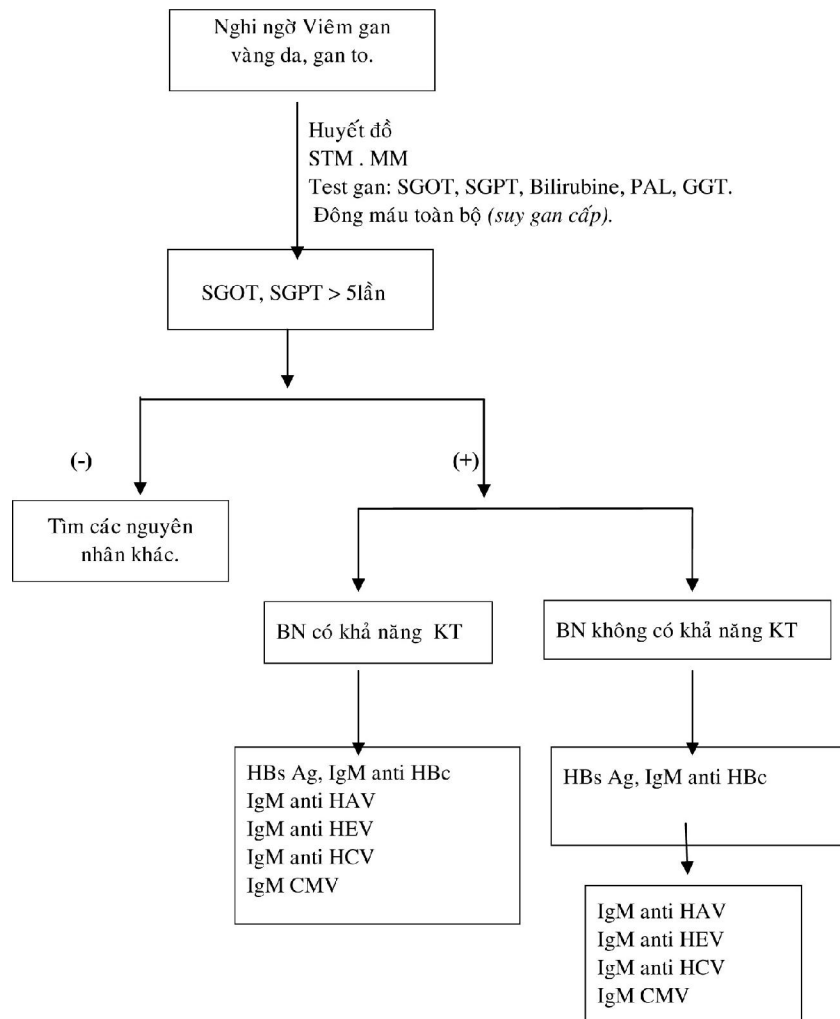 Nghi ngờ Viêm gan
vàng da, gan to.
Huyết đồ
STM . MM
Test gan: SGOT, SGPT, Bilirubine, PAL, GGT.
Đông máu toàn bộ (suy gan cấp).
SGOT, SGPT > 5lần
(-)
(+)
Tìm các nguyên
nhân khác.
BN có khả năng KT
BN không có khả năng KT
HBs Ag, IgM anti HBc
IgM anti HAV
IgM anti HEV
IgM anti HCV
IgM CMV
HBs Ag, IgM anti HBc
IgM anti HAV
IgM anti HEV
IgM anti HCV
IgM CMV